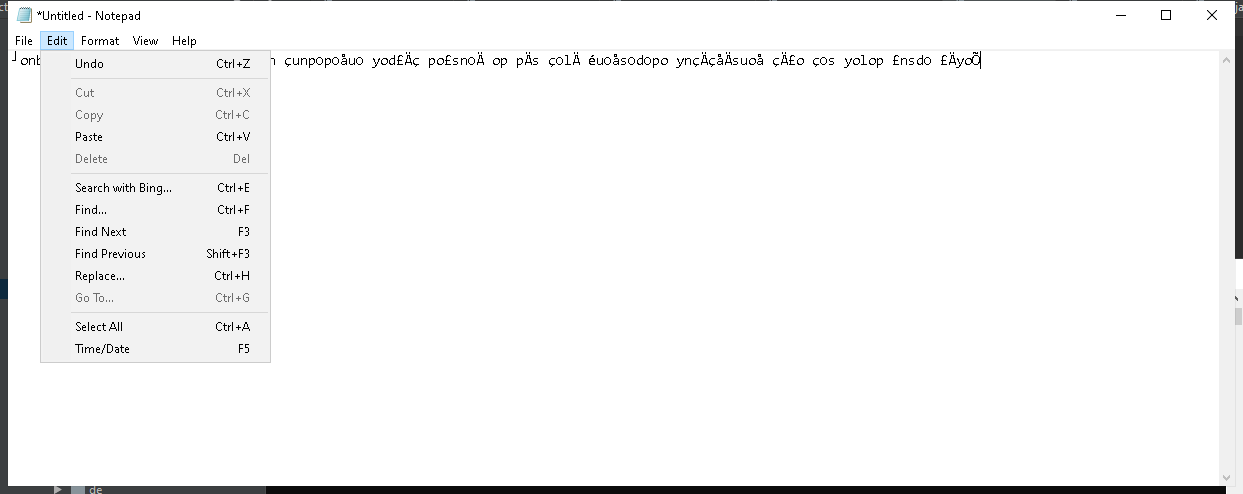 *Untitled - Notepad
File Edit Format View Help
çunpopoåuo yod£Äç po£snoÄ op pÄs çolÄ éuoåsodopo ynçÄçåÄsuoå çÄ£o ços yolop £nsdo £ÄyoÕ
Undo Ctrl+Z
Cut Ctrl+X
Copy Ctrl+C
Paste Ctrl+V
Delete Del
Search with Bing... Ctrl+E
Find... Ctrl+F
Find Next F3
Find Previous Shift+F3
Replace... Ctrl+H
Go To... Ctrl+G
Select All Ctrl+A
Time/Date F5
de